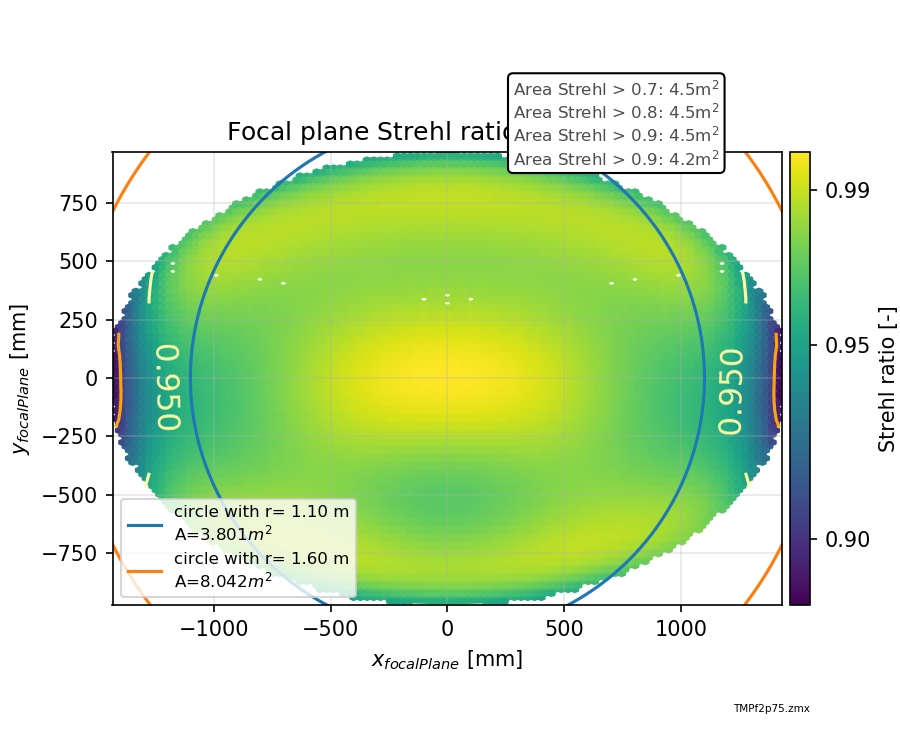 Area Strehl > 0.7: 4.5m²
Area Strehl > 0.8: 4.5m²
Area Strehl > 0.9: 4.5m²
Area Strehl > 0.9: 4.2m²
Focal plane Strehl ratio
750
500
250
0
−250
−500
−750
y_focalPlane [mm]
0.950
0.950
circle with r= 1.10 m
A=3.801m²
circle with r= 1.60 m
A=8.042m²
−1000
−500
0
500
1000
x_focalPlane [mm]
0.99
0.95
0.90
Strehl ratio [-]
TMPf2p75.zmx